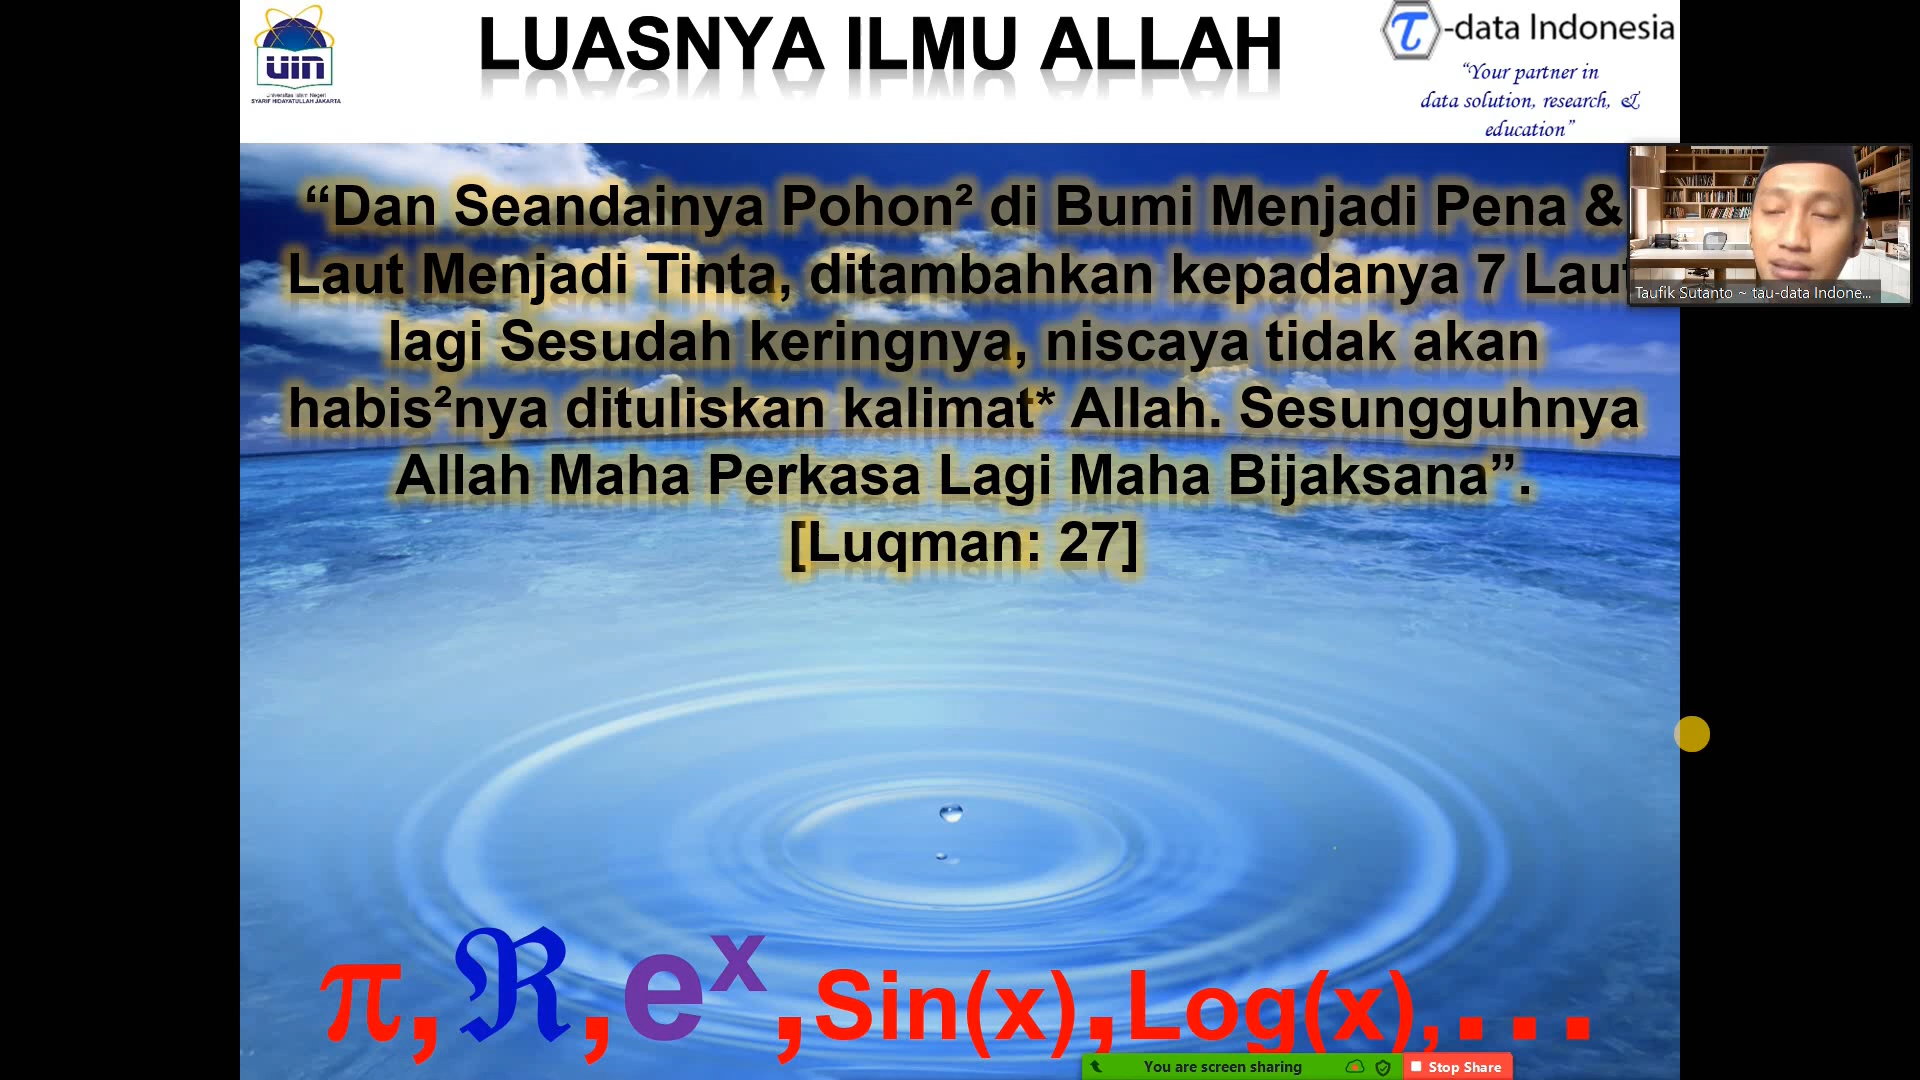 LUASNYA ILMU ALLAH
UIN
Universitas Islam Negeri
SYARIF HIDAYATULLAH JAKARTA
τ-data Indonesia
“Your partner in
data solution, research, &
education”
“Dan Seandainya Pohon² di Bumi Menjadi Pena &
Laut Menjadi Tinta, ditambahkan kepadanya 7 Laut
lagi Sesudah keringnya, niscaya tidak akan
habis²nya dituliskan kalimat* Allah. Sesungguhnya
Allah Maha Perkasa Lagi Maha Bijaksana”.
[Luqman: 27]
Taufik Sutanto ~ tau-data Indone...
π,ℜ,eˣ,Sin(x),Log(x),...
You are screen sharing
Stop Share